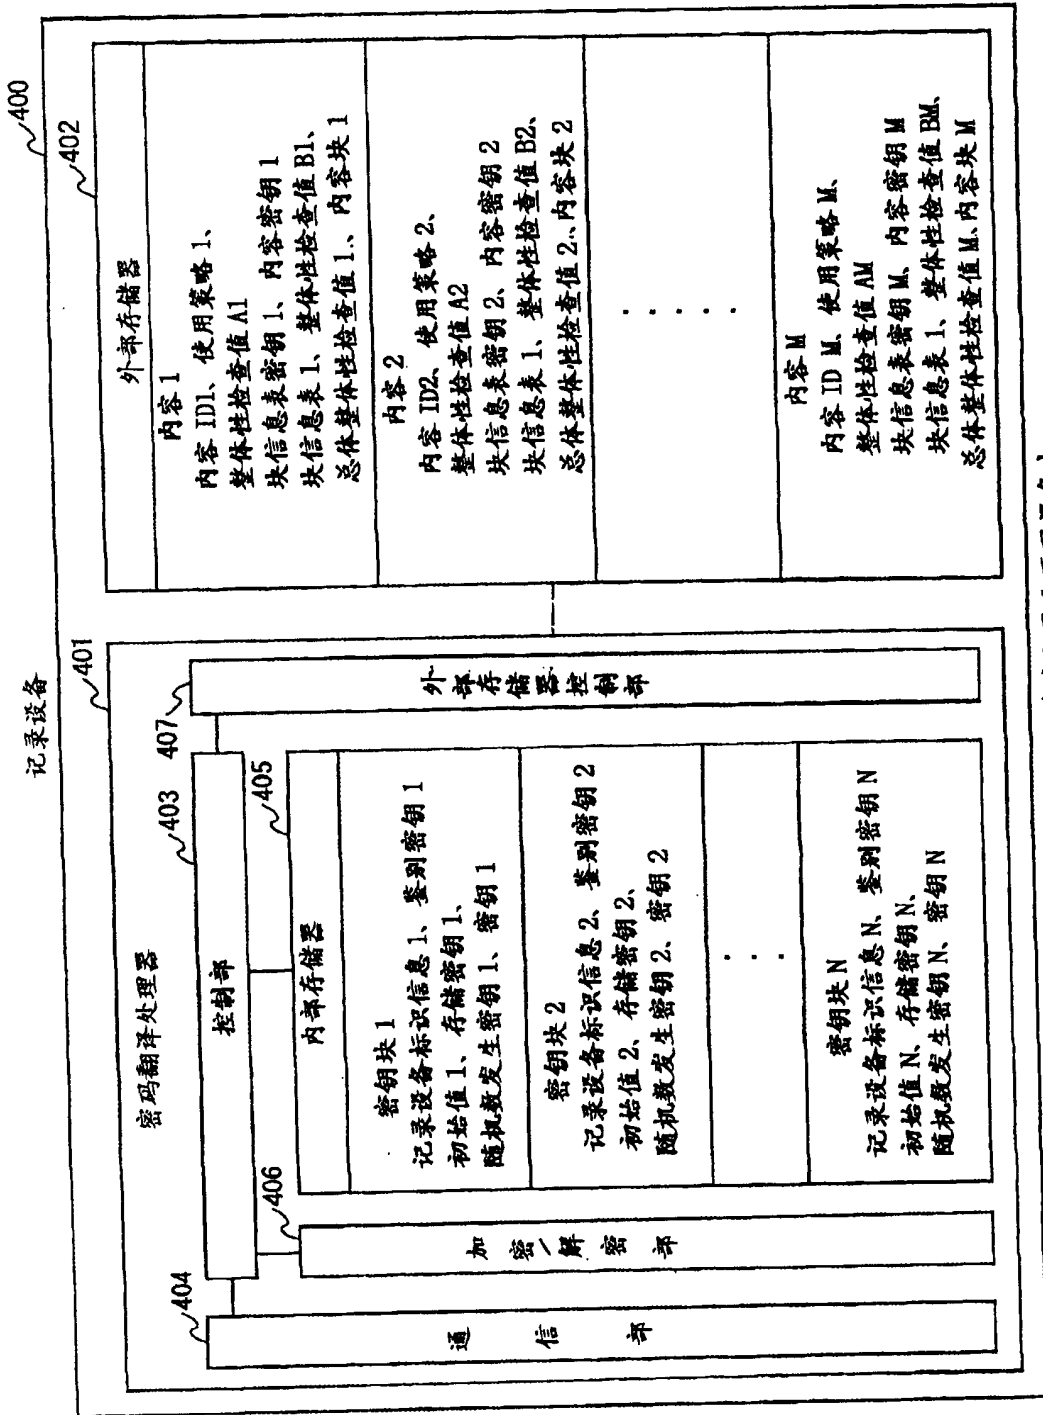 记录设备
400
密码翻译处理器
401
404
通信部
控制部
403
406
加密/解密部
内部存储器
405
密钥块 1
记录设备标识信息 1、鉴别密钥 1
初始值 1、存储密钥 1、
随机数发生密钥 1、密钥 1
密钥块 2
记录设备标识信息 2、鉴别密钥 2
初始值 2、存储密钥 2、
随机数发生密钥 2、密钥 2
· · ·
密钥块 N
记录设备标识信息 N、鉴别密钥 N
初始值 N、存储密钥 N、
随机数发生密钥 N、密钥 N
407
外部存储器控制部
402
外部存储器
内容 1
内容 ID1、使用策略 1、
整体性检查值 A1
块信息表密钥 1、内容密钥 1
块信息表 1、整体性检查值 B1、
总体整体性检查值 1.、内容块 1
内容 2
内容 ID2、使用策略 2、
整体性检查值 A2
块信息表密钥 2、内容密钥 2
块信息表 1、整体性检查值 B2、
总体整体性检查值 2.、内容块 2
· · · · ·
内容 M
内容 ID M、使用策略 M、
整体性检查值 AM
块信息表密钥 M、内容密钥 M
块信息表 1、整体性检查值 BM、
总体整体性检查值 M、内容块 M